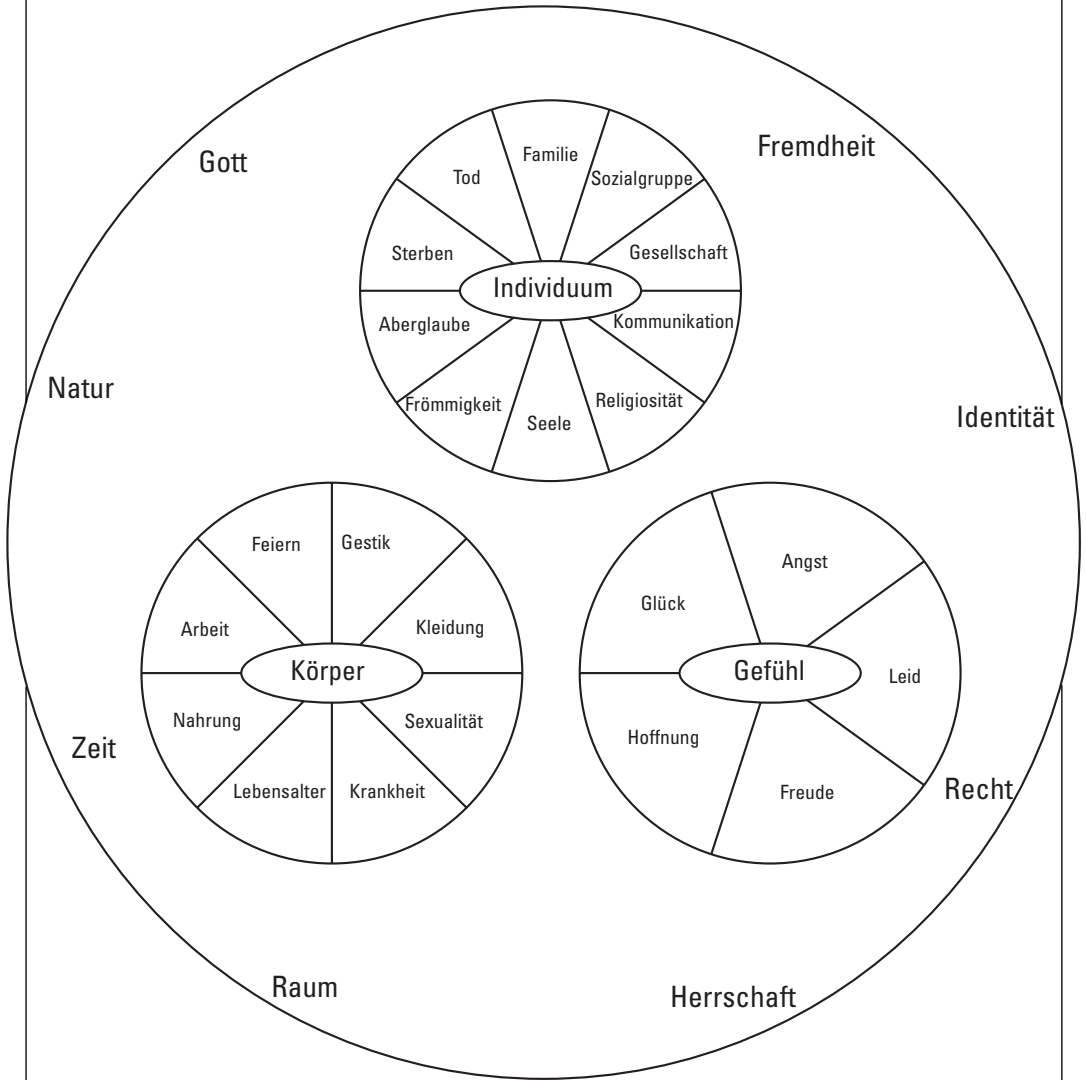 Fremdheit
Gott
Familie
Tod
Sozialgruppe
Sterben
Gesellschaft
Individuum
Aberglaube
Kommunikation
Frömmigkeit
Religiosität
Seele
Natur
Identität
Feiern
Gestik
Arbeit
Kleidung
Körper
Nahrung
Sexualität
Lebensalter
Krankheit
Angst
Glück
Gefühl
Leid
Hoffnung
Freude
Zeit
Recht
Raum
Herrschaft